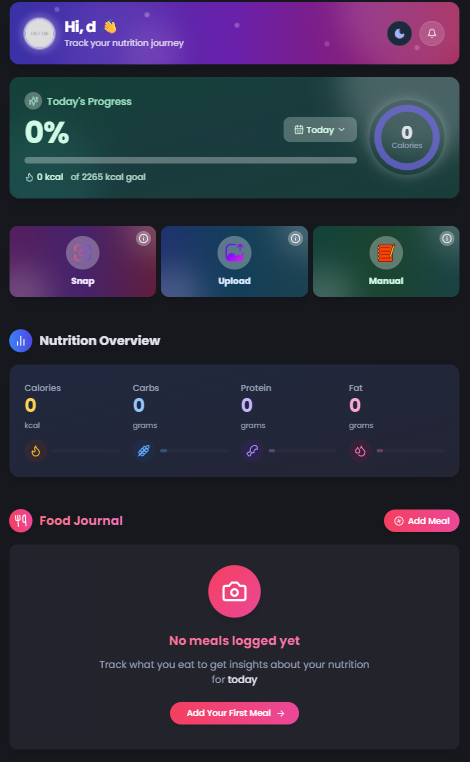 Hi, d 👋
Track your nutrition journey
Today's Progress
0%
Today
0
Calories
0 kcal of 2265 kcal goal
Snap
Upload
Manual
Nutrition Overview
Calories Carbs Protein Fat
0 0 0 0
kcal grams grams grams
Food Journal
Add Meal
No meals logged yet
Track what you eat to get insights about your nutrition
for today
Add Your First Meal →